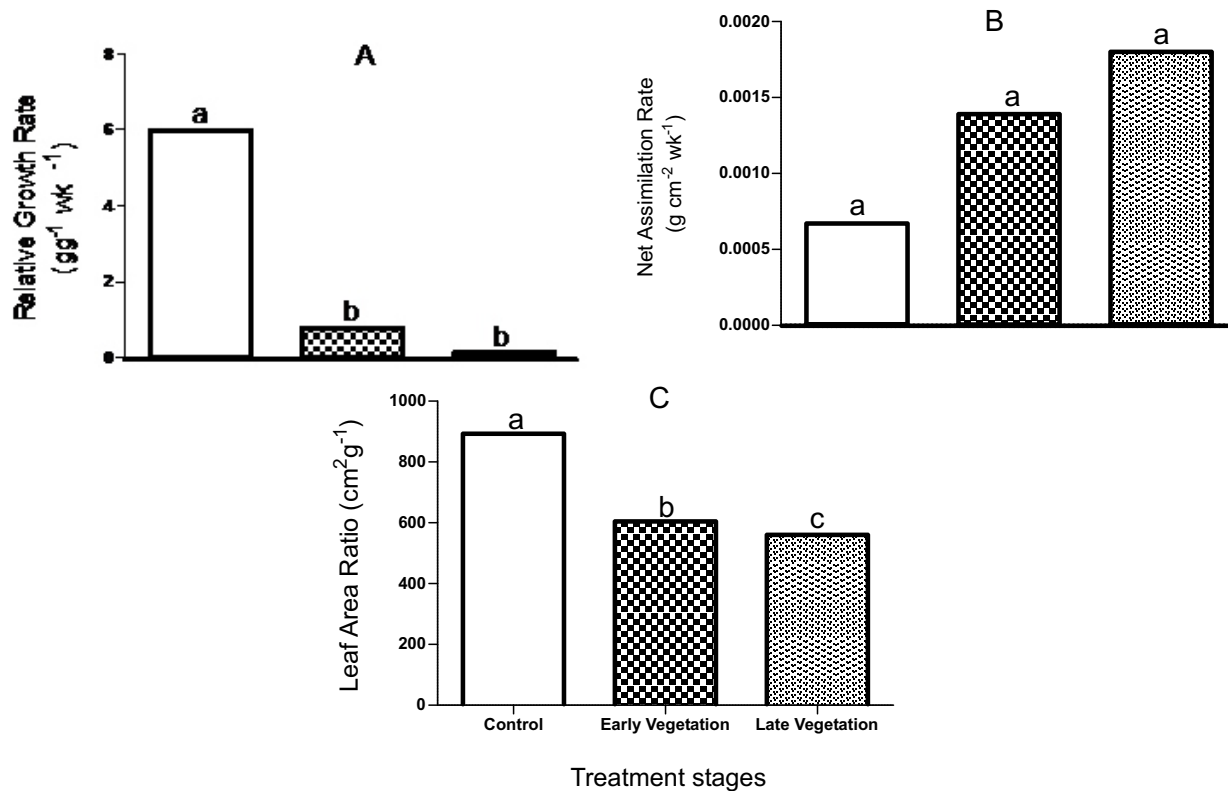 A
Relative Growth Rate
(gg-1 wk -1)
8
6
4
2
0
a
b
b
B
Net Assimilation Rate
(g cm-2 wk-1)
0.0020
0.0015
0.0010
0.0005
0.0000
a
a
a
C
Leaf Area Ratio (cm2g-1)
1000
800
600
400
200
0
a
b
c
Control Early Vegetation Late Vegetation
Treatment stages